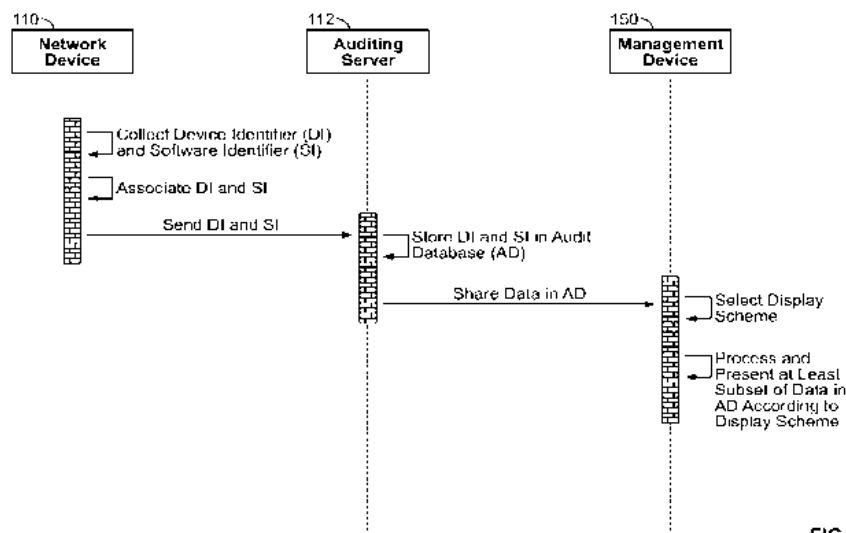 110
112
150
Network
Device
Auditing
Server
Management
Device
Collect Device Identifier (DI)
and Software Identifier (SI)
Associate DI and SI
Send DI and SI
Store DI and SI in Audit
Database (AD)
Share Data in AD
Select Display
Scheme
Process and
Present at Least
Subset of Data in
AD According to
Display Scheme